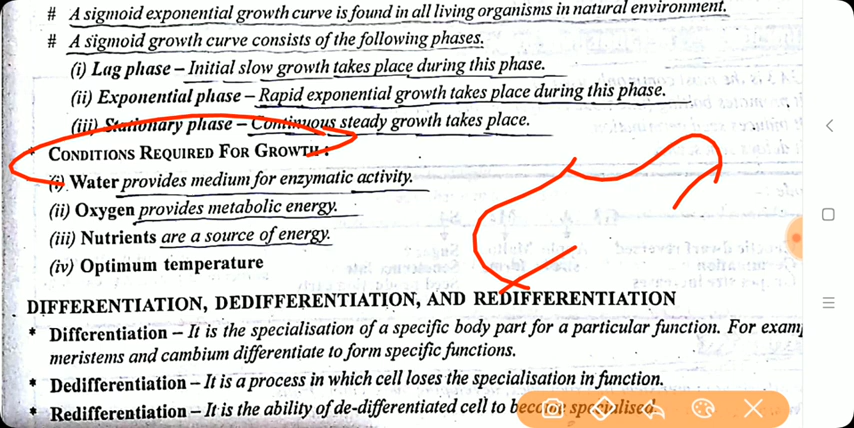 # A sigmoid exponential growth curve is found in all living organisms in natural environment.
# A sigmoid growth curve consists of the following phases.
(i) Lag phase – Initial slow growth takes place during this phase.
(ii) Exponential phase – Rapid exponential growth takes place during this phase.
(iii) Stationary phase – Continuous steady growth takes place.
* CONDITIONS REQUIRED FOR GROWTH :
(i) Water provides medium for enzymatic activity.
(ii) Oxygen provides metabolic energy.
(iii) Nutrients are a source of energy.
(iv) Optimum temperature
DIFFERENTIATION, DEDIFFERENTIATION, AND REDIFFERENTIATION
* Differentiation – It is the specialisation of a specific body part for a particular function. For exam
meristems and cambium differentiate to form specific functions.
* Dedifferentiation – It is a process in which cell loses the specialisation in function.
* Redifferentiation – It is the ability of de-differentiated cell to become specialised.